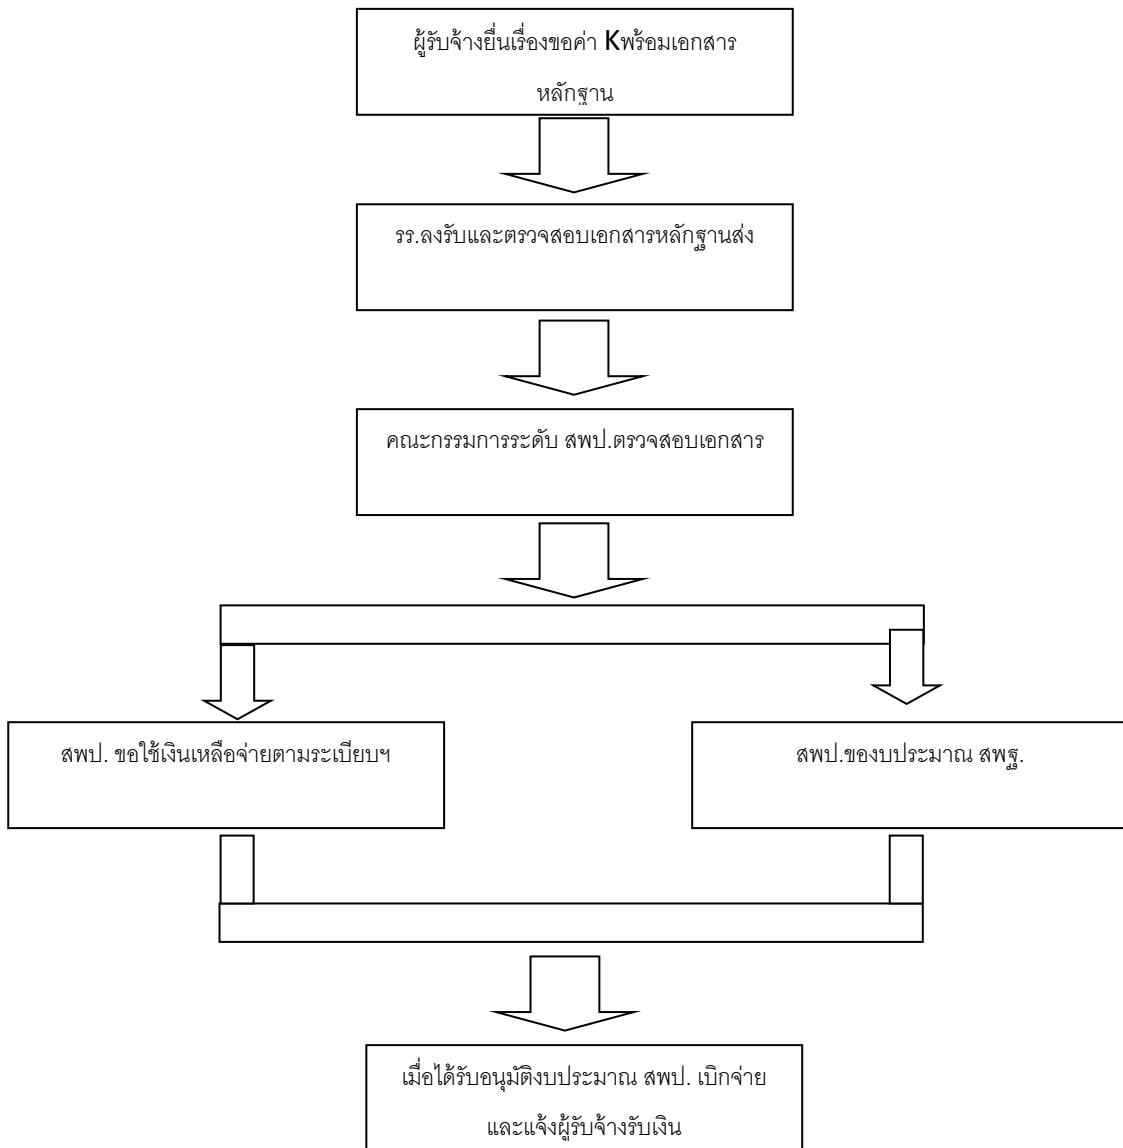 ผู้รับจ้างยื่นเรื่องขอค่า Kพร้อมเอกสาร
หลักฐาน
รร.ลงรับและตรวจสอบเอกสารหลักฐานส่ง
คณะกรรมการระดับ สพป.ตรวจสอบเอกสาร
สพป. ขอใช้เงินเหลือจ่ายตามระเบียบฯ
สพป.ของบประมาณ สพฐ.
เมื่อได้รับอนุมัติงบประมาณ สพป. เบิกจ่าย
และแจ้งผู้รับจ้างรับเงิน